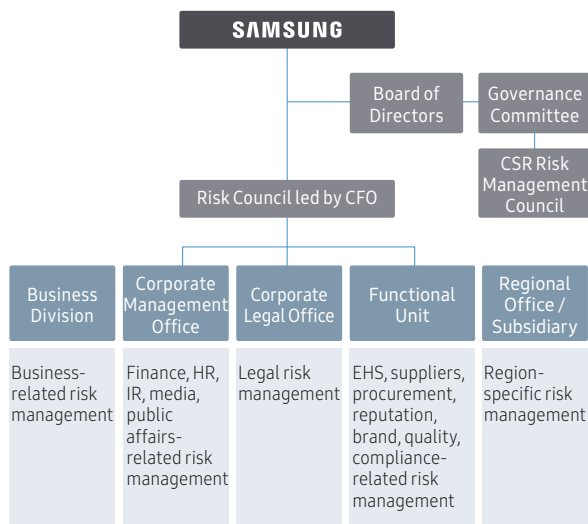 SAMSUNG
Board of
Directors
Governance
Committee
CSR Risk
Management
Council
Risk Council led by CFO
Business
Division
Corporate
Management
Office
Corporate
Legal Office
Functional
Unit
Regional
Office /
Subsidiary
Business-
related risk
management
Finance, HR,
IR, media,
public
affairs-
related risk
management
Legal risk
management
EHS, suppliers,
procurement,
reputation,
brand, quality,
compliance-
related risk
management
Region-
specific risk
management